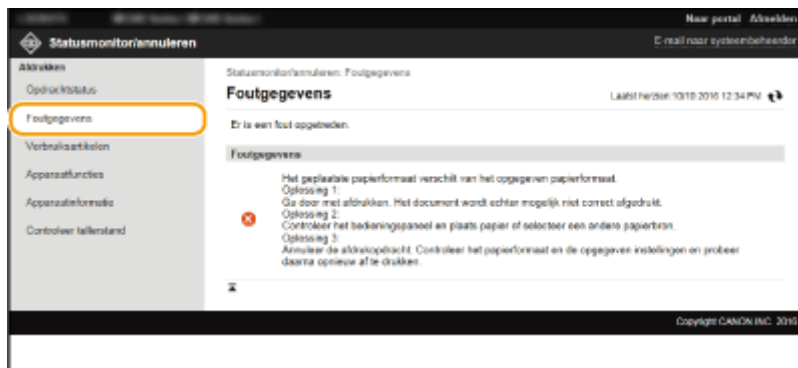 Naar portal Afmelden
Statusmonitor/annuleren
E-mail naar systeembeheerder
Afdrukken
Opdrachtstatus
Foutgegevens
Verbruiksartikelen
Apparaatfuncties
Apparaatinformatie
Controleer tellerstand
Statusmonitor/annuleren: Foutgegevens
Foutgegevens
Laatst herzien: 10/10 2016 12:34 PM
Er is een fout opgetreden.
Foutgegevens
Het geplaatste papierformaat verschilt van het opgegeven papierformaat.
Oplossing 1:
Ga door met afdrukken. Het document wordt echter mogelijk niet correct afgedrukt.
Oplossing 2:
Controleer het bedieningspaneel en plaats papier of selecteer een andere papierbron.
Oplossing 3:
Annuleer de afdrukopdracht. Controleer het papierformaat en de opgegeven instellingen en probeer
daarna opnieuw af te drukken.
Copyright CANON INC. 2016